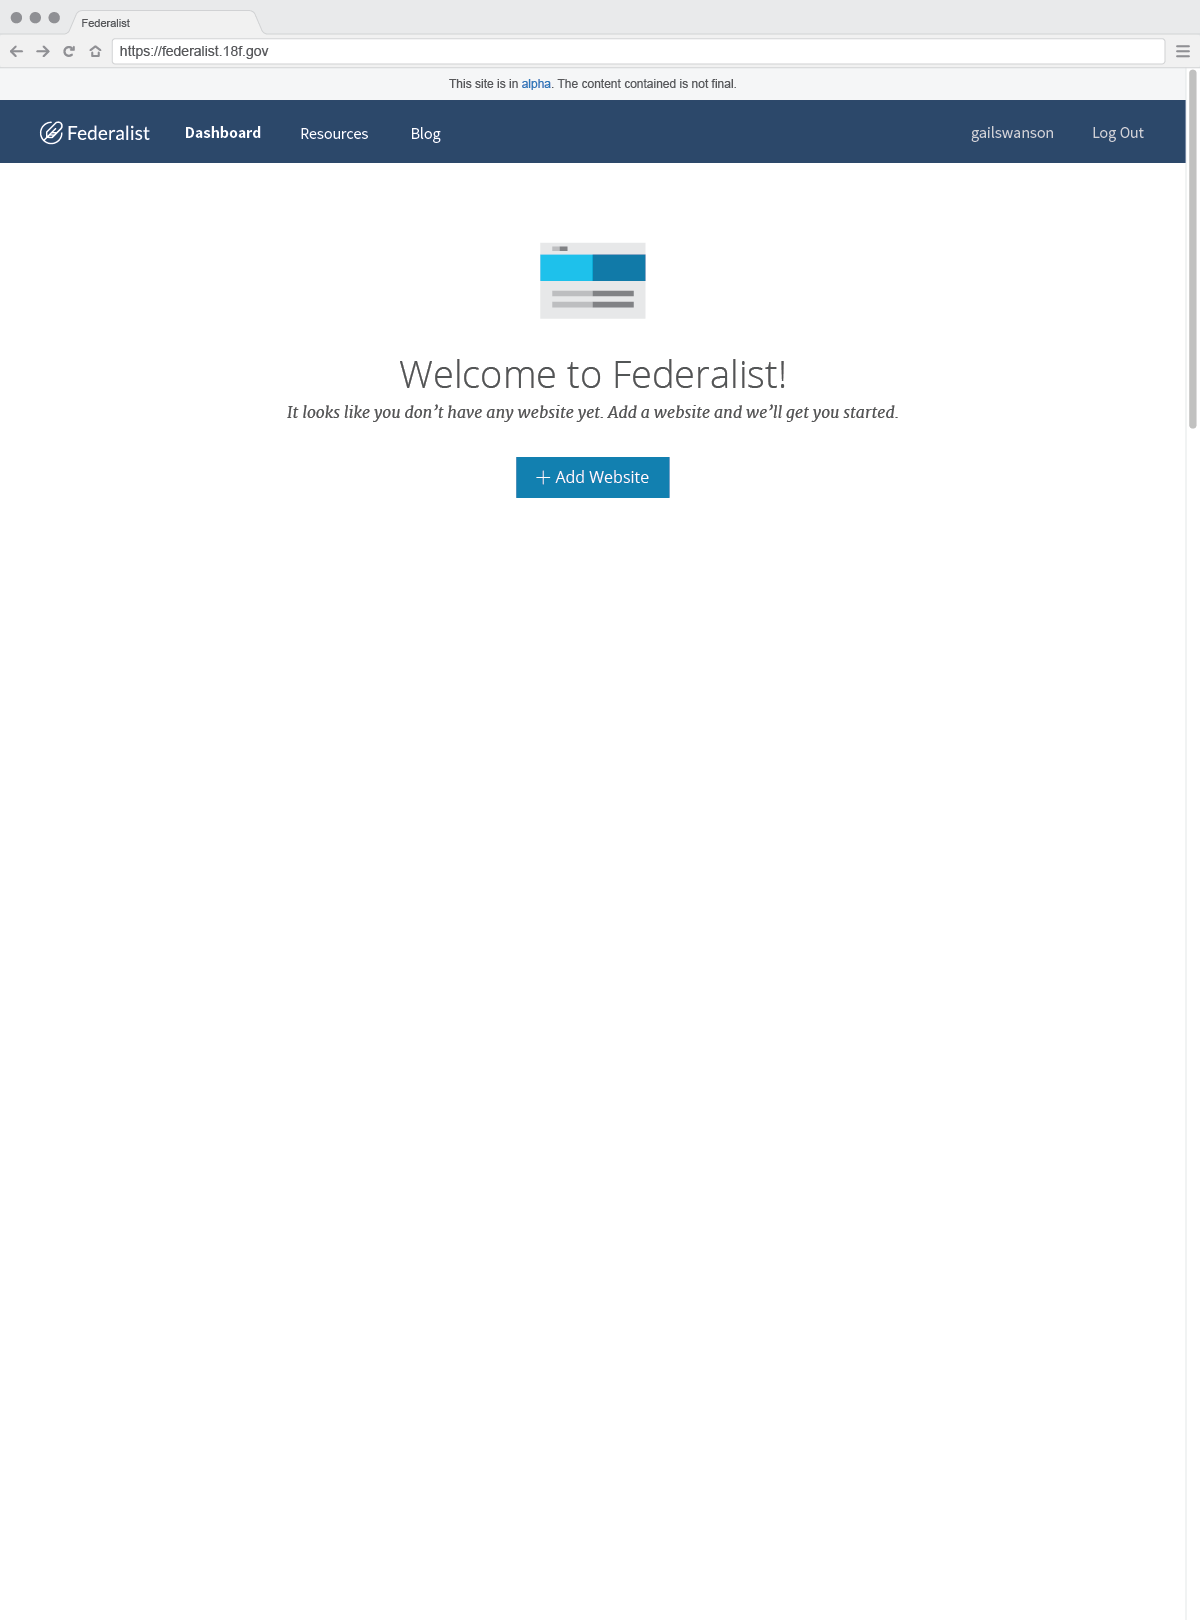 Federalist
https://federalist.18f.gov
This site is in alpha. The content contained is not final.
Federalist Dashboard Resources Blog gailswanson Log Out
Welcome to Federalist!
It looks like you don’t have any website yet. Add a website and we’ll get you started.
+ Add Website